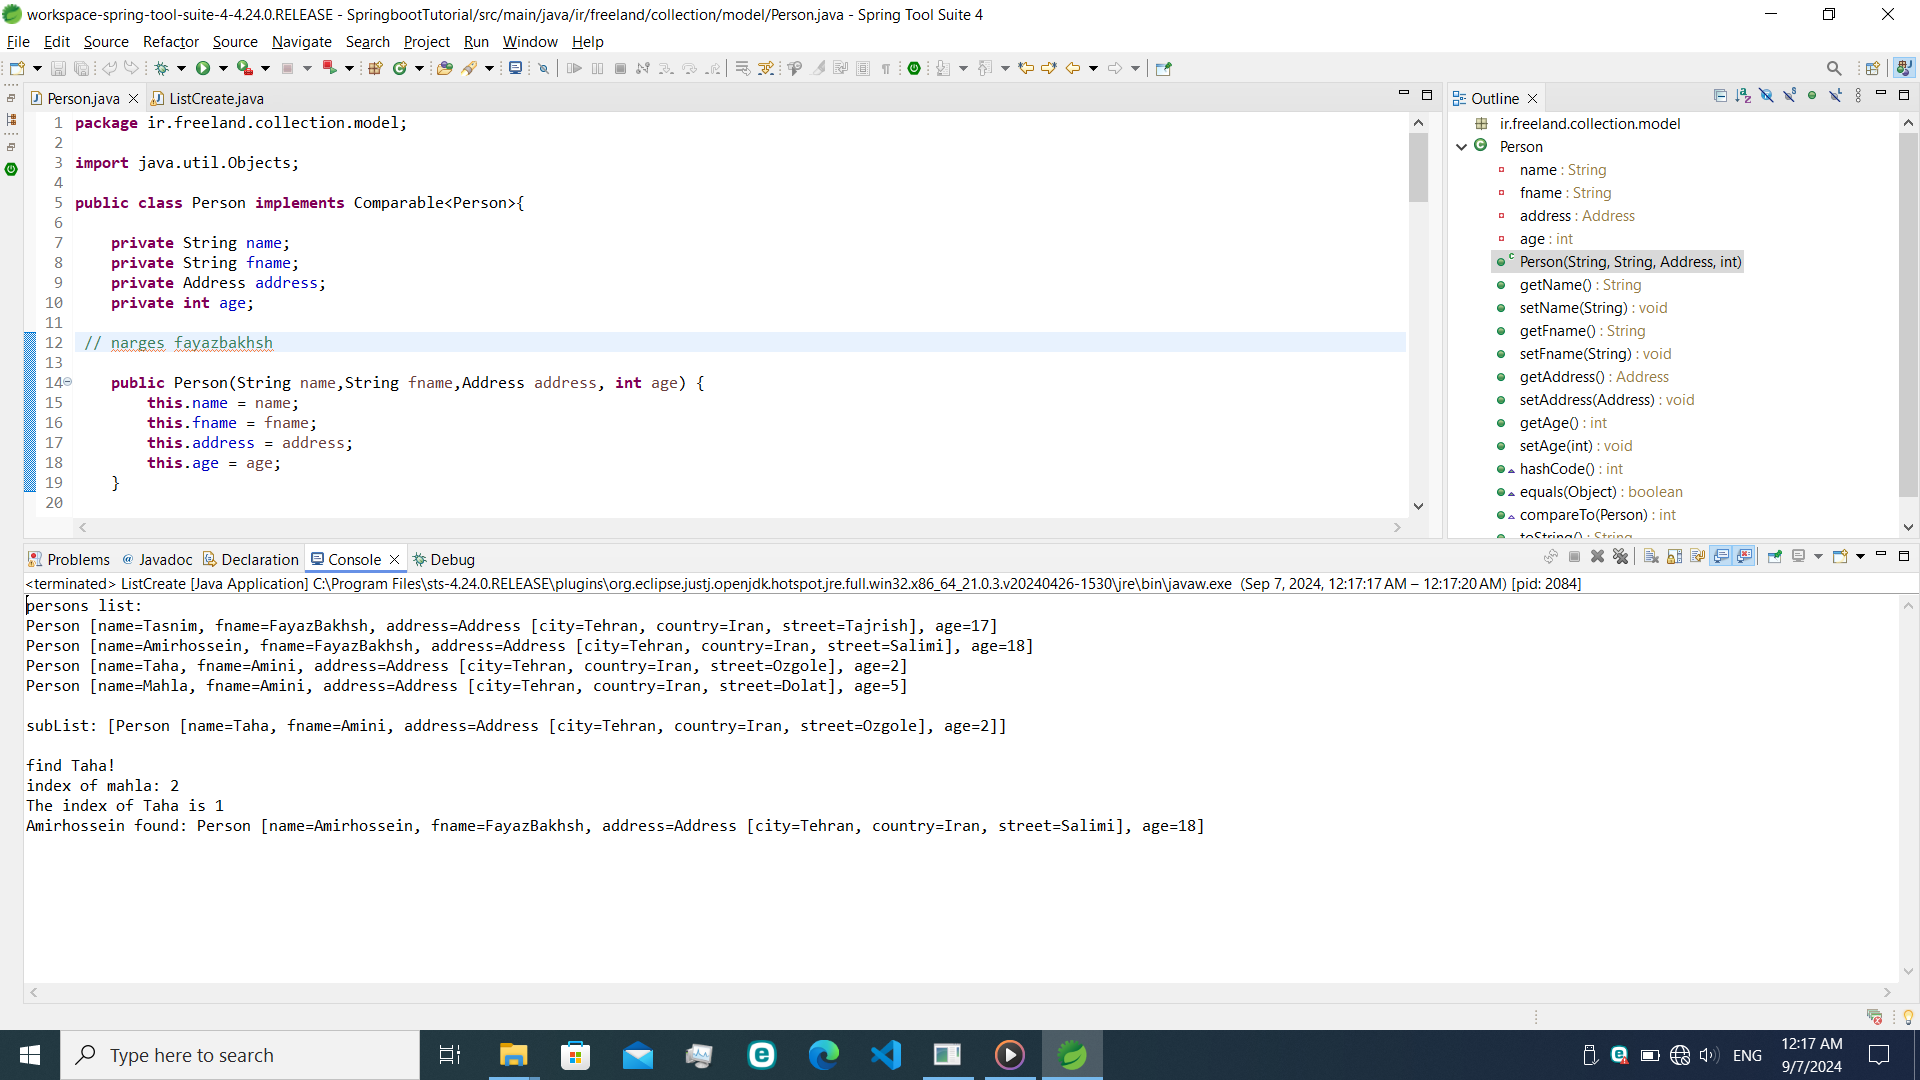 workspace-spring-tool-suite-4-4.24.0.RELEASE - SpringbootTutorial/src/main/java/ir/freeland/collection/model/Person.java - Spring Tool Suite 4
File Edit Source Refactor Source Navigate Search Project Run Window Help
Person.java ListCreate.java
1 package ir.freeland.collection.model;
2
3 import java.util.Objects;
4
5 public class Person implements Comparable<Person>{
6
7 private String name;
8 private String fname;
9 private Address address;
10 private int age;
11
12 // narges fayazbakhsh
13
14 public Person(String name,String fname,Address address, int age) {
15 this.name = name;
16 this.fname = fname;
17 this.address = address;
18 this.age = age;
19 }
20
Outline
ir.freeland.collection.model
Person
name : String
fname : String
address : Address
age : int
Person(String, String, Address, int)
getName() : String
setName(String) : void
getFname() : String
setFname(String) : void
getAddress() : Address
setAddress(Address) : void
getAge() : int
setAge(int) : void
hashCode() : int
equals(Object) : boolean
compareTo(Person) : int
toString() : String
Problems Javadoc Declaration Console Debug
<terminated> ListCreate [Java Application] C:\Program Files\sts-4.24.0.RELEASE\plugins\org.eclipse.justj.openjdk.hotspot.jre.full.win32.x86_64_21.0.3.v20240426-1530\jre\bin\javaw.exe (Sep 7, 2024, 12:17:17 AM – 12:17:20 AM) [pid: 2084]
persons list:
Person [name=Tasnim, fname=FayazBakhsh, address=Address [city=Tehran, country=Iran, street=Tajrish], age=17]
Person [name=Amirhossein, fname=FayazBakhsh, address=Address [city=Tehran, country=Iran, street=Salimi], age=18]
Person [name=Taha, fname=Amini, address=Address [city=Tehran, country=Iran, street=Ozgole], age=2]
Person [name=Mahla, fname=Amini, address=Address [city=Tehran, country=Iran, street=Dolat], age=5]
subList: [Person [name=Taha, fname=Amini, address=Address [city=Tehran, country=Iran, street=Ozgole], age=2]]
find Taha!
index of mahla: 2
The index of Taha is 1
Amirhossein found: Person [name=Amirhossein, fname=FayazBakhsh, address=Address [city=Tehran, country=Iran, street=Salimi], age=18]
Type here to search
ENG
12:17 AM
9/7/2024